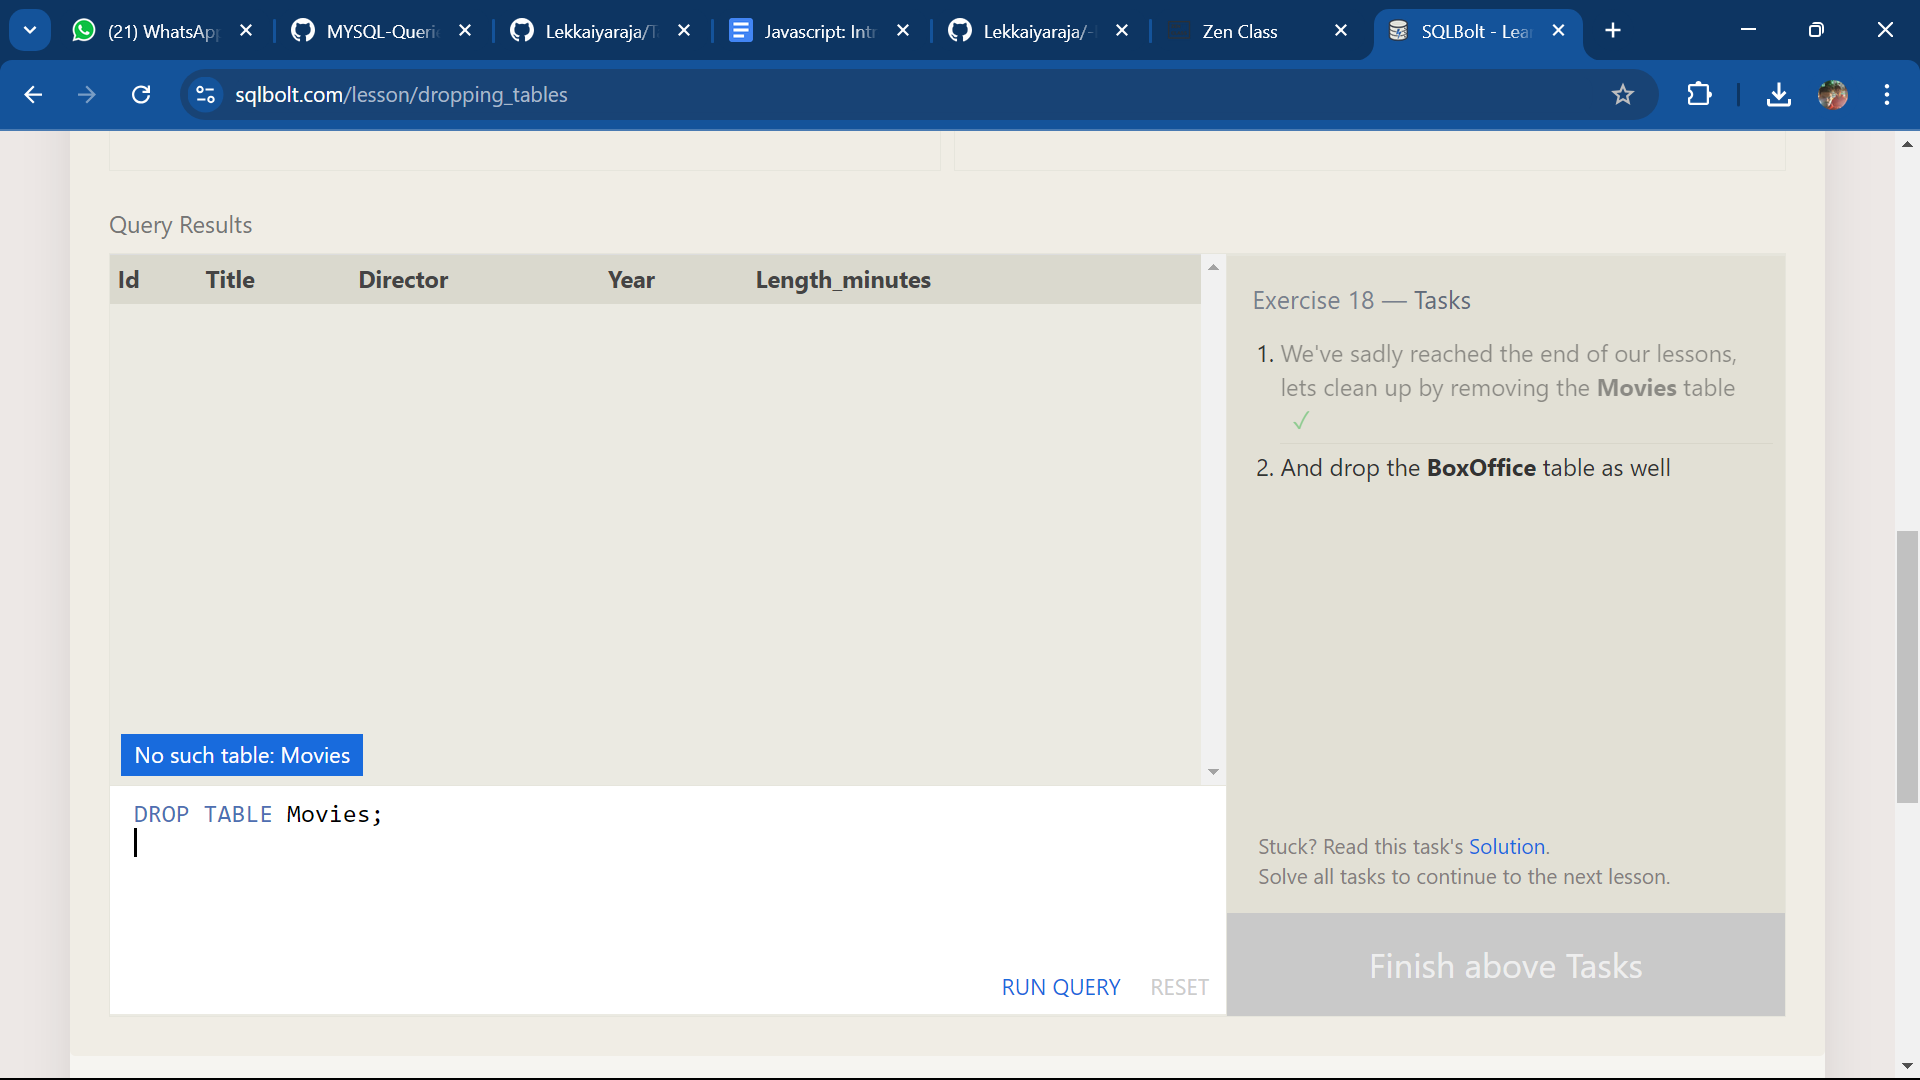 (21) WhatsApp
MYSQL-Queri
Lekkaiyaraja/T
Javascript: Intr
Lekkaiyaraja/-
Zen Class
SQLBolt - Lear
sqlbolt.com/lesson/dropping_tables
Query Results
Id Title Director Year Length_minutes
No such table: Movies
DROP TABLE Movies;
RUN QUERY RESET
Exercise 18 — Tasks
1. We've sadly reached the end of our lessons,
lets clean up by removing the Movies table
✓
2. And drop the BoxOffice table as well
Stuck? Read this task's Solution.
Solve all tasks to continue to the next lesson.
Finish above Tasks